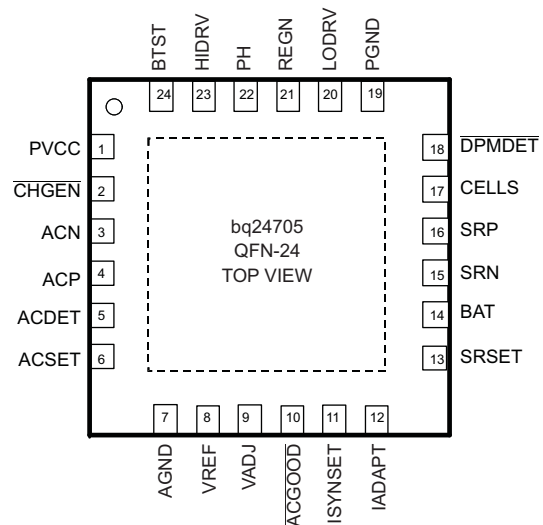 BTST
HIDRV
PH
REGN
LODRV
PGND
24
23
22
21
20
19
PVCC 1
CHGEN 2
ACN 3
ACP 4
ACDET 5
ACSET 6
bq24705
QFN-24
TOP VIEW
18 DPMDET
17 CELLS
16 SRP
15 SRN
14 BAT
13 SRSET
7
8
9
10
11
12
AGND
VREF
VADJ
ACGOOD
ISYNSET
IADAPT